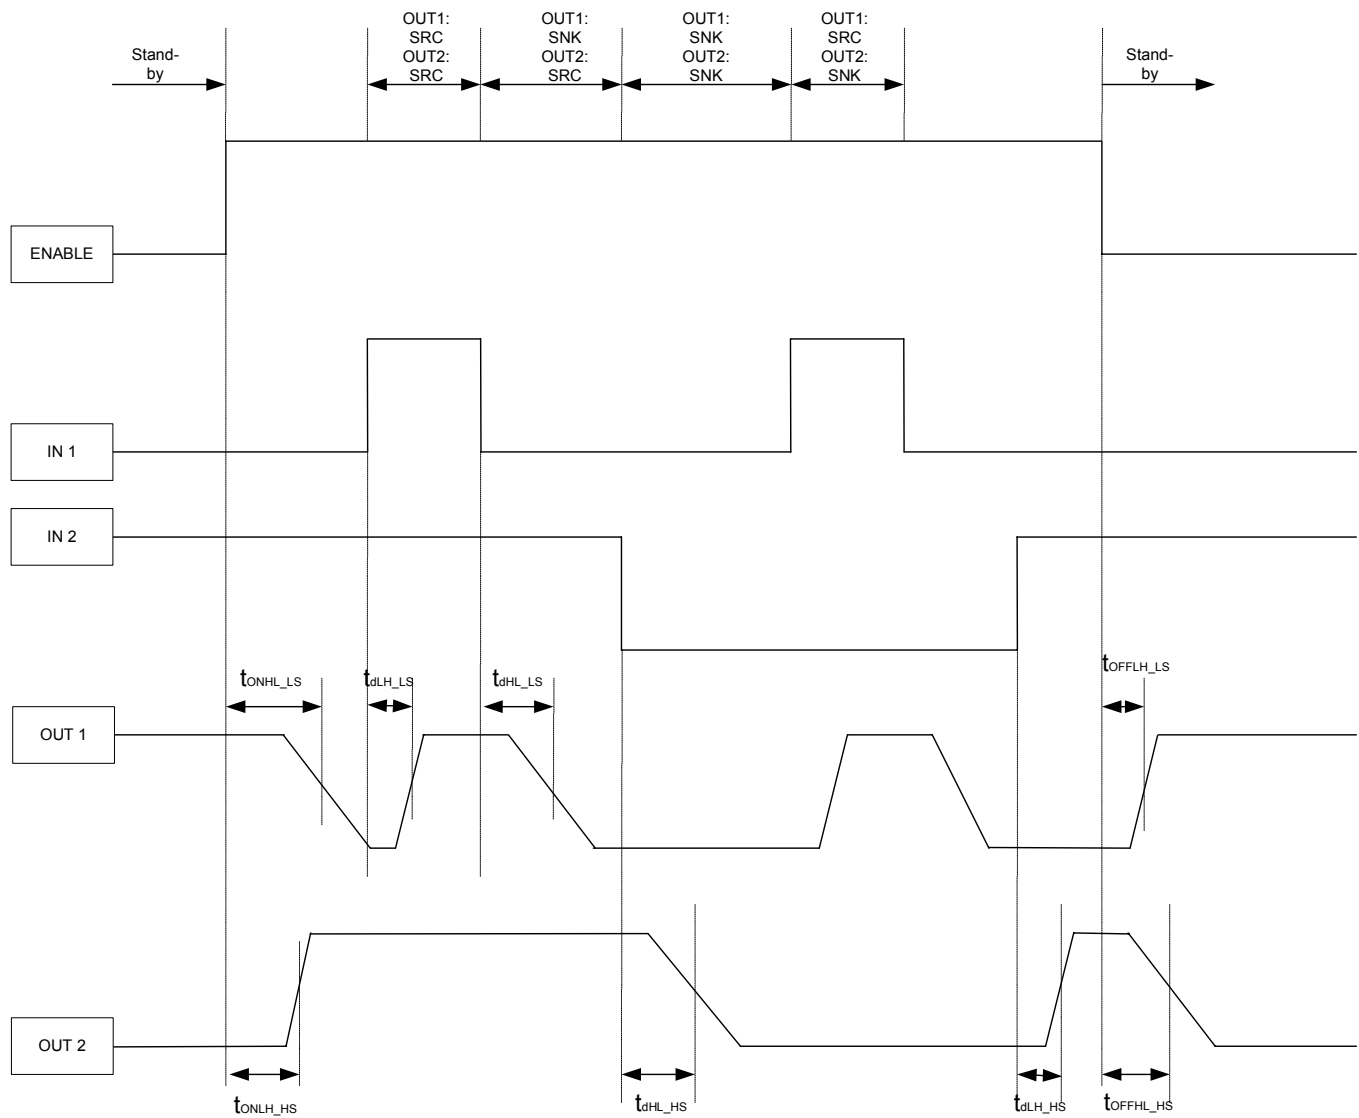 Stand-
by
OUT1:
SRC
OUT2:
SRC
OUT1:
SNK
OUT2:
SRC
OUT1:
SNK
OUT2:
SNK
OUT1:
SRC
OUT2:
SNK
Stand-
by
ENABLE
IN 1
IN 2
tONHL_LS
tdLH_LS
tdHL_LS
tOFFLH_LS
OUT 1
OUT 2
tONLH_HS
tdHL_HS
tdLH_HS
tOFFHL_HS